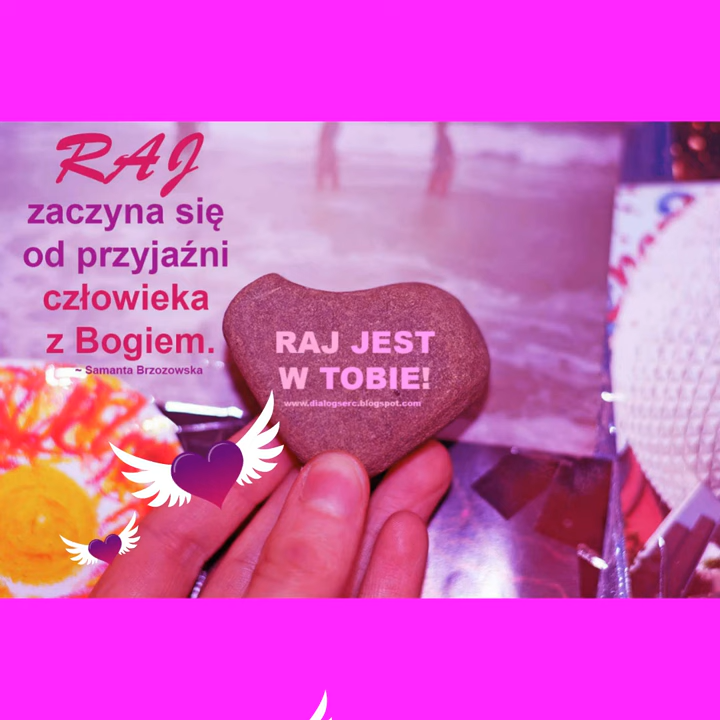 RAJ
zaczyna się
od przyjaźni
człowieka
z Bogiem.
~ Samanta Brzozowska
RAJ JEST
W TOBIE!
www.dialogserc.blogspot.com